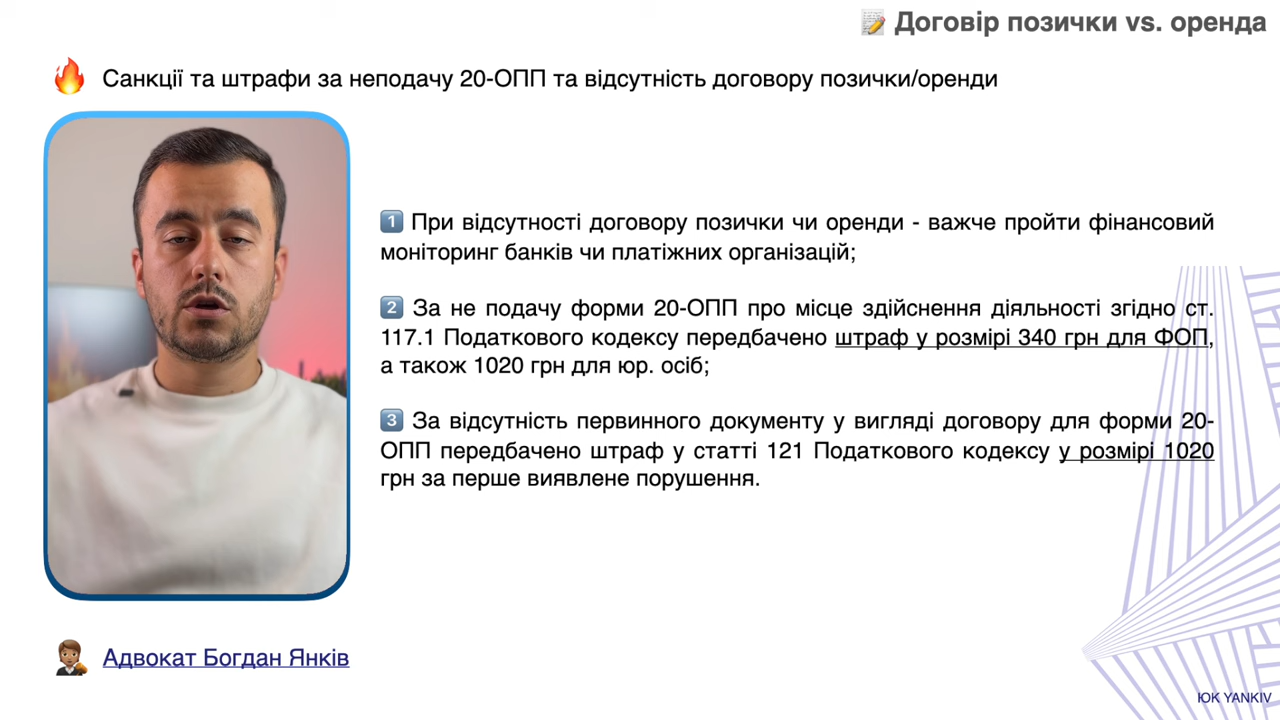 📝 Договір позички vs. оренда
🔥 Санкції та штрафи за неподачу 20-ОПП та відсутність договору позички/оренди
1️⃣ При відсутності договору позички чи оренди - важче пройти фінансовий
моніторинг банків чи платіжних організацій;
2️⃣ За не подачу форми 20-ОПП про місце здійснення діяльності згідно ст.
117.1 Податкового кодексу передбачено штраф у розмірі 340 грн для ФОП,
а також 1020 грн для юр. осіб;
3️⃣ За відсутність первинного документу у вигляді договору для форми 20-
ОПП передбачено штраф у статті 121 Податкового кодексу у розмірі 1020
грн за перше виявлене порушення.
Адвокат Богдан Янків
ЮК YANKIV